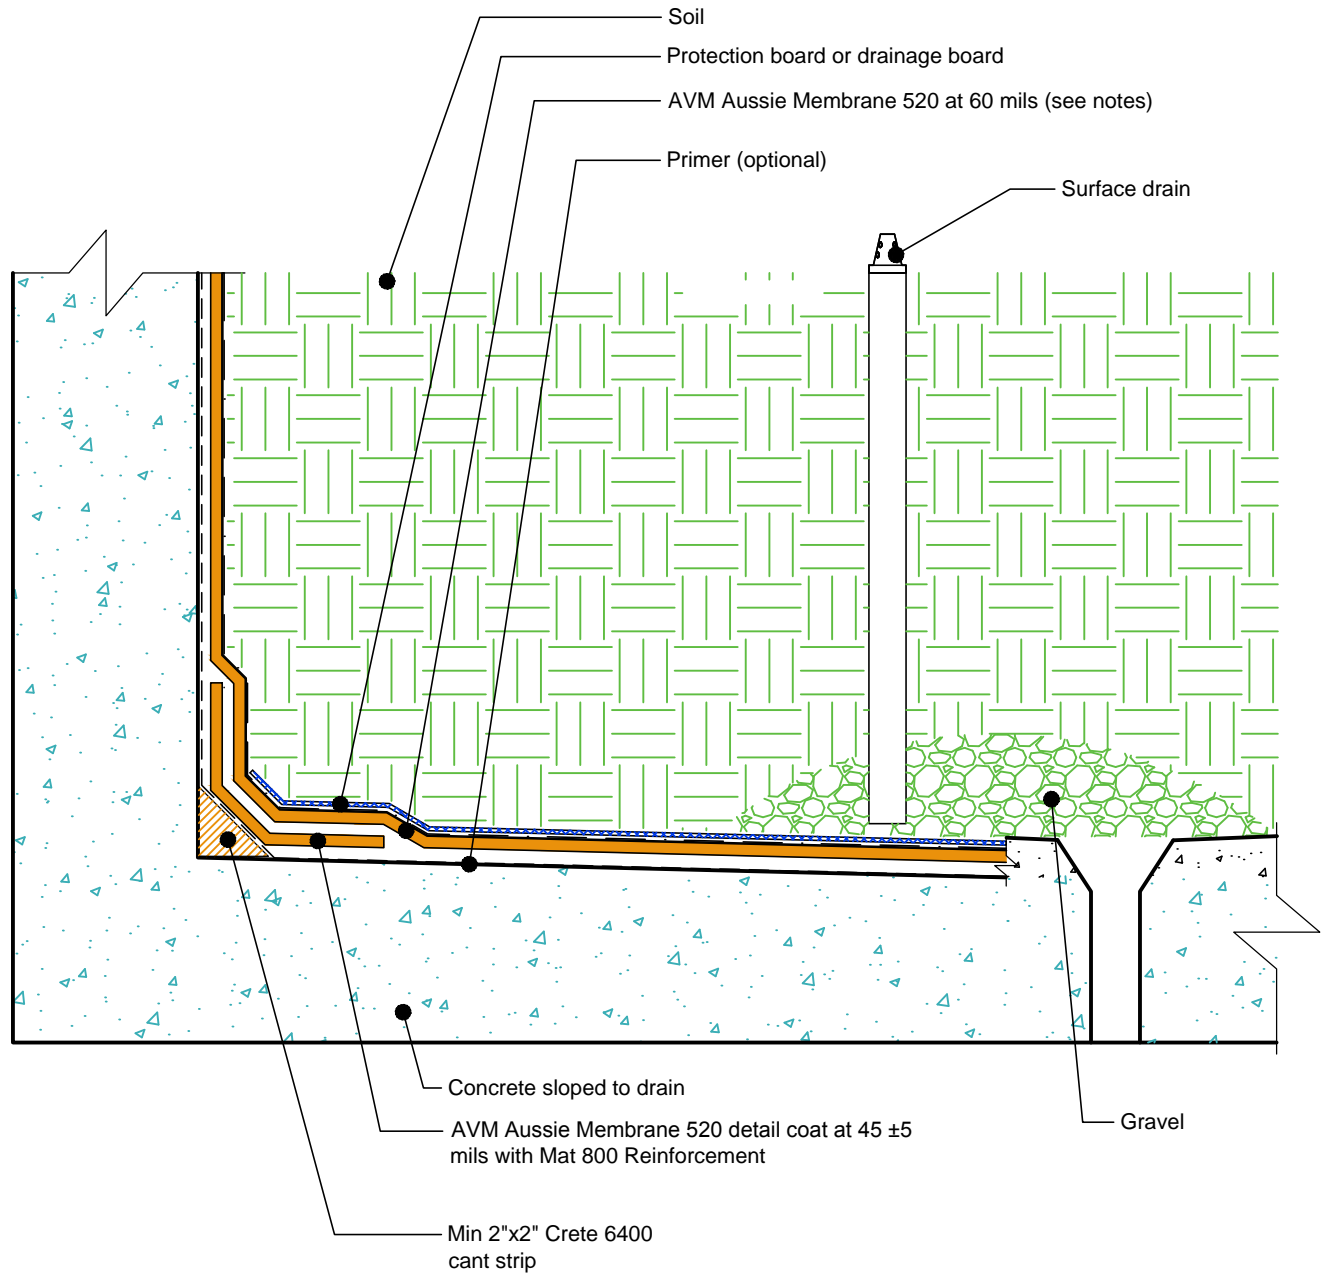 Soil
Protection board or drainage board
AVM Aussie Membrane 520 at 60 mils (see notes)
Primer (optional)
Surface drain
Concrete sloped to drain
AVM Aussie Membrane 520 detail coat at 45 ±5
mils with Mat 800 Reinforcement
Gravel
Min 2"x2" Crete 6400
cant strip